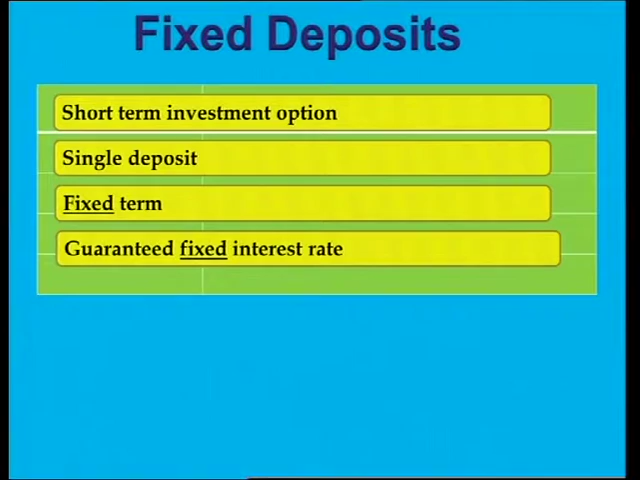 Fixed Deposits
Short term investment option
Single deposit
Fixed term
Guaranteed fixed interest rate